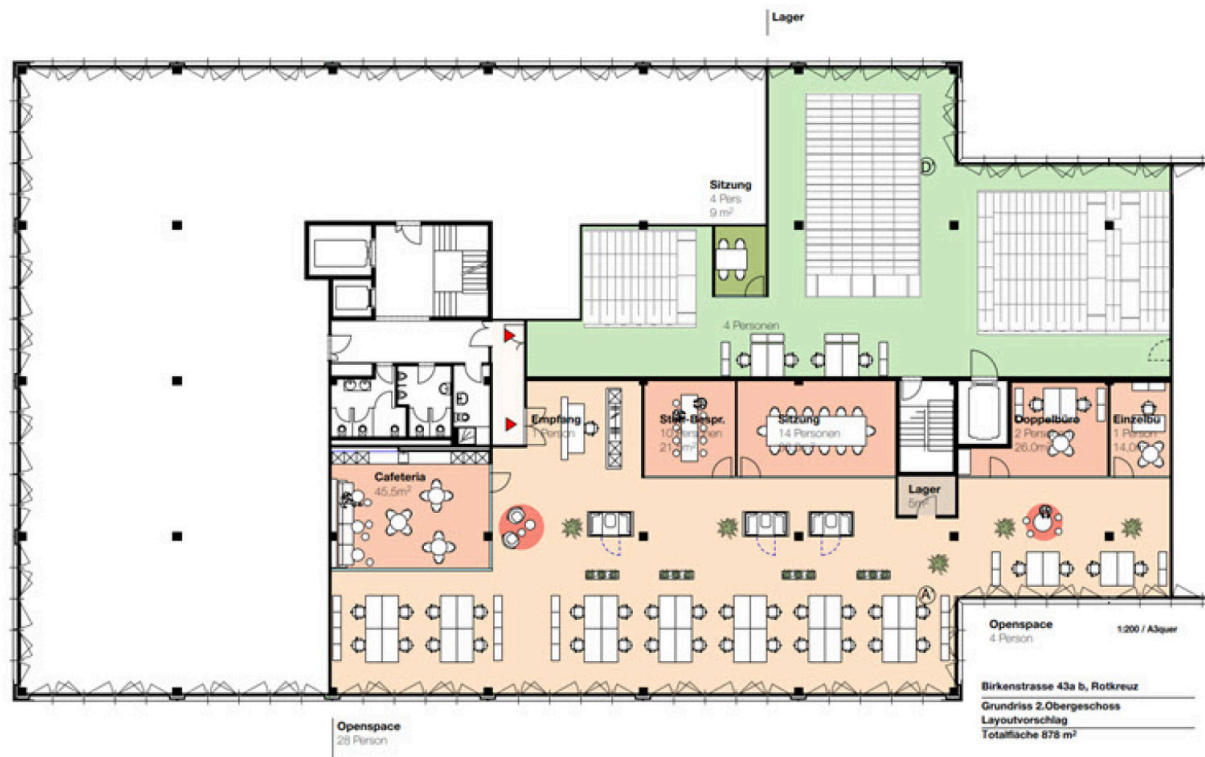 Lager
Sitzung
4 Pers
9 m²
D
4 Personen
Empfang
1 Person
Sitzung
14 Personen
Doppelbüro
2 Pers
26.0m²
Einzelbü
1 Person
14.0
Cafeteria
45,5m²
Lager
5m²
A
Openspace
4 Person
1:200 / A3quer
Birkenstrasse 43a b, Rotkreuz
Grundriss 2.Obergeschoss
Layoutvorschlag
Totalfläche 878 m²
Openspace
28 Person